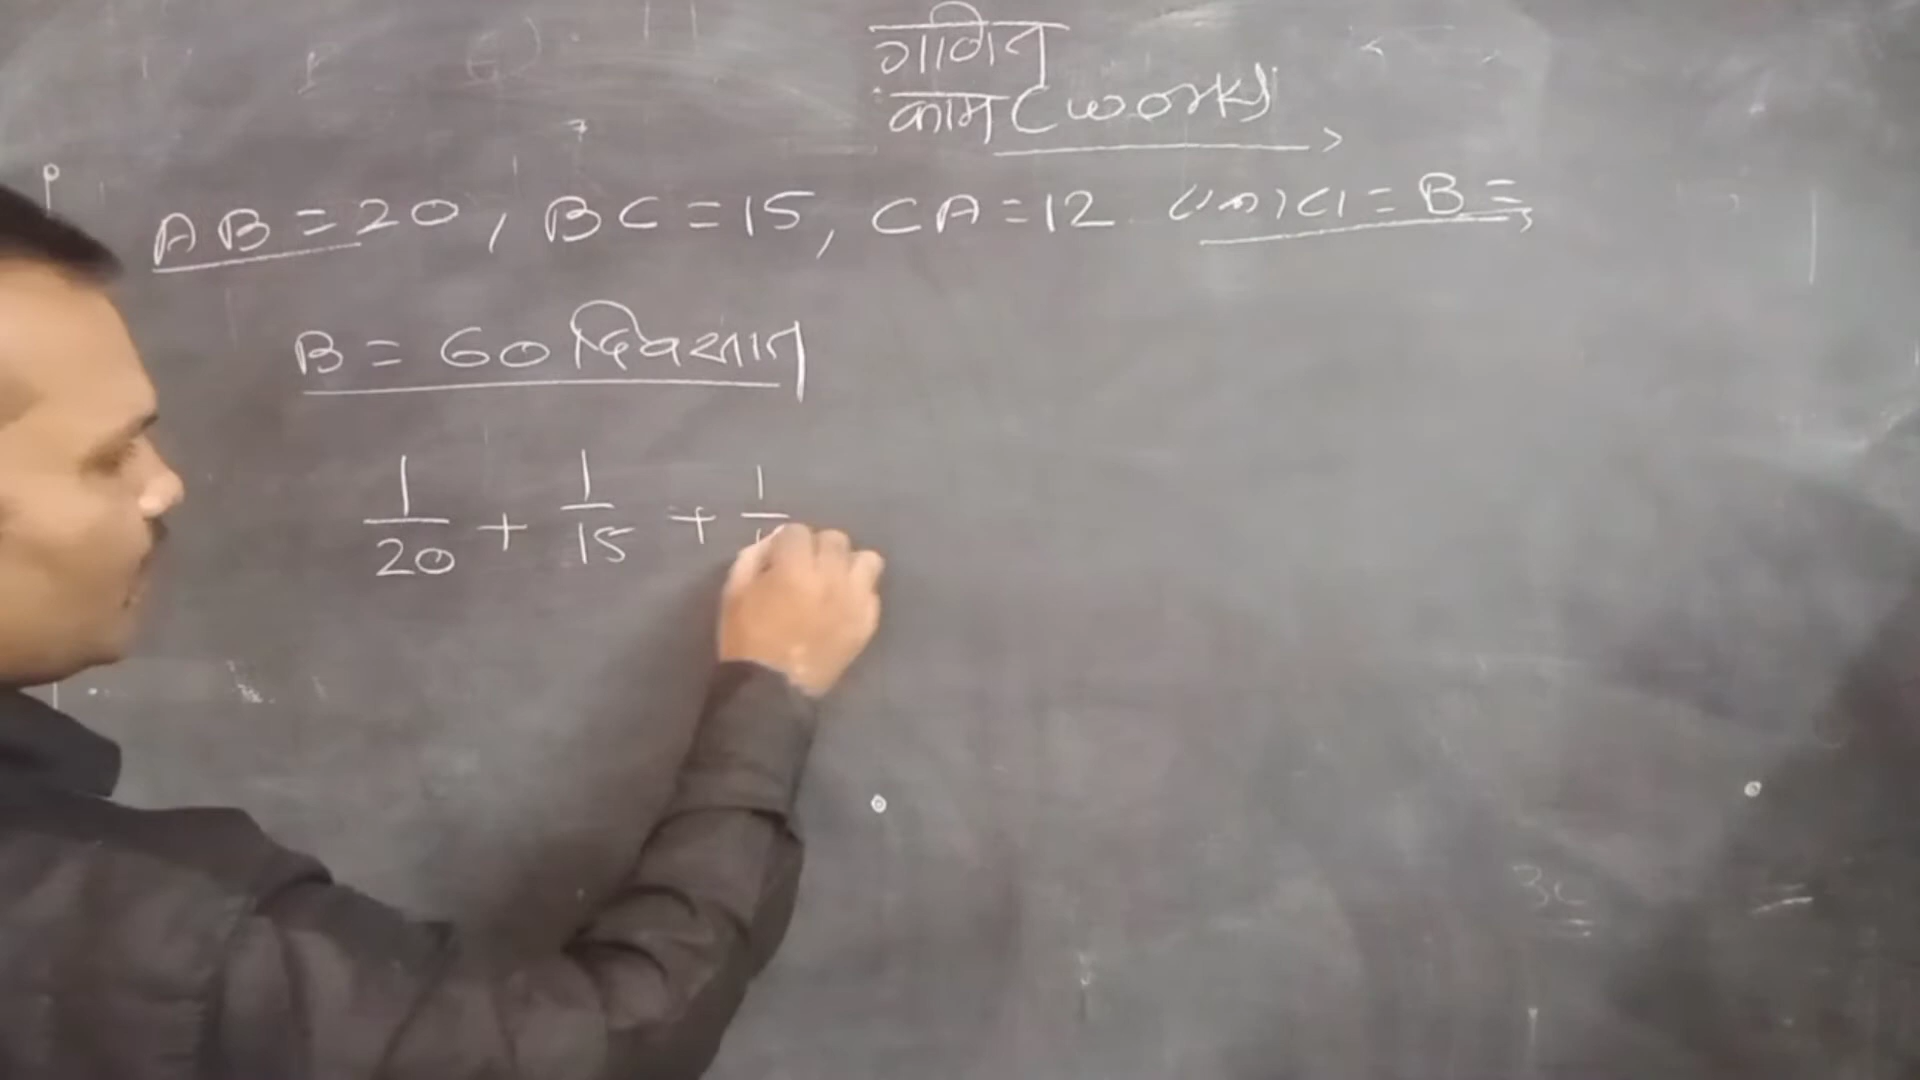 गणित
काम (work)
AB = 20, BC = 15, CA = 12 = B =
B = 60 दिवसात
1/20 + 1/15 + 1/